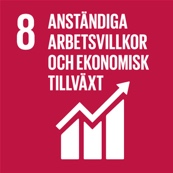 8 ANSTÄNDIGA
ARBETSVILLKOR
OCH EKONOMISK
TILLVÄXT